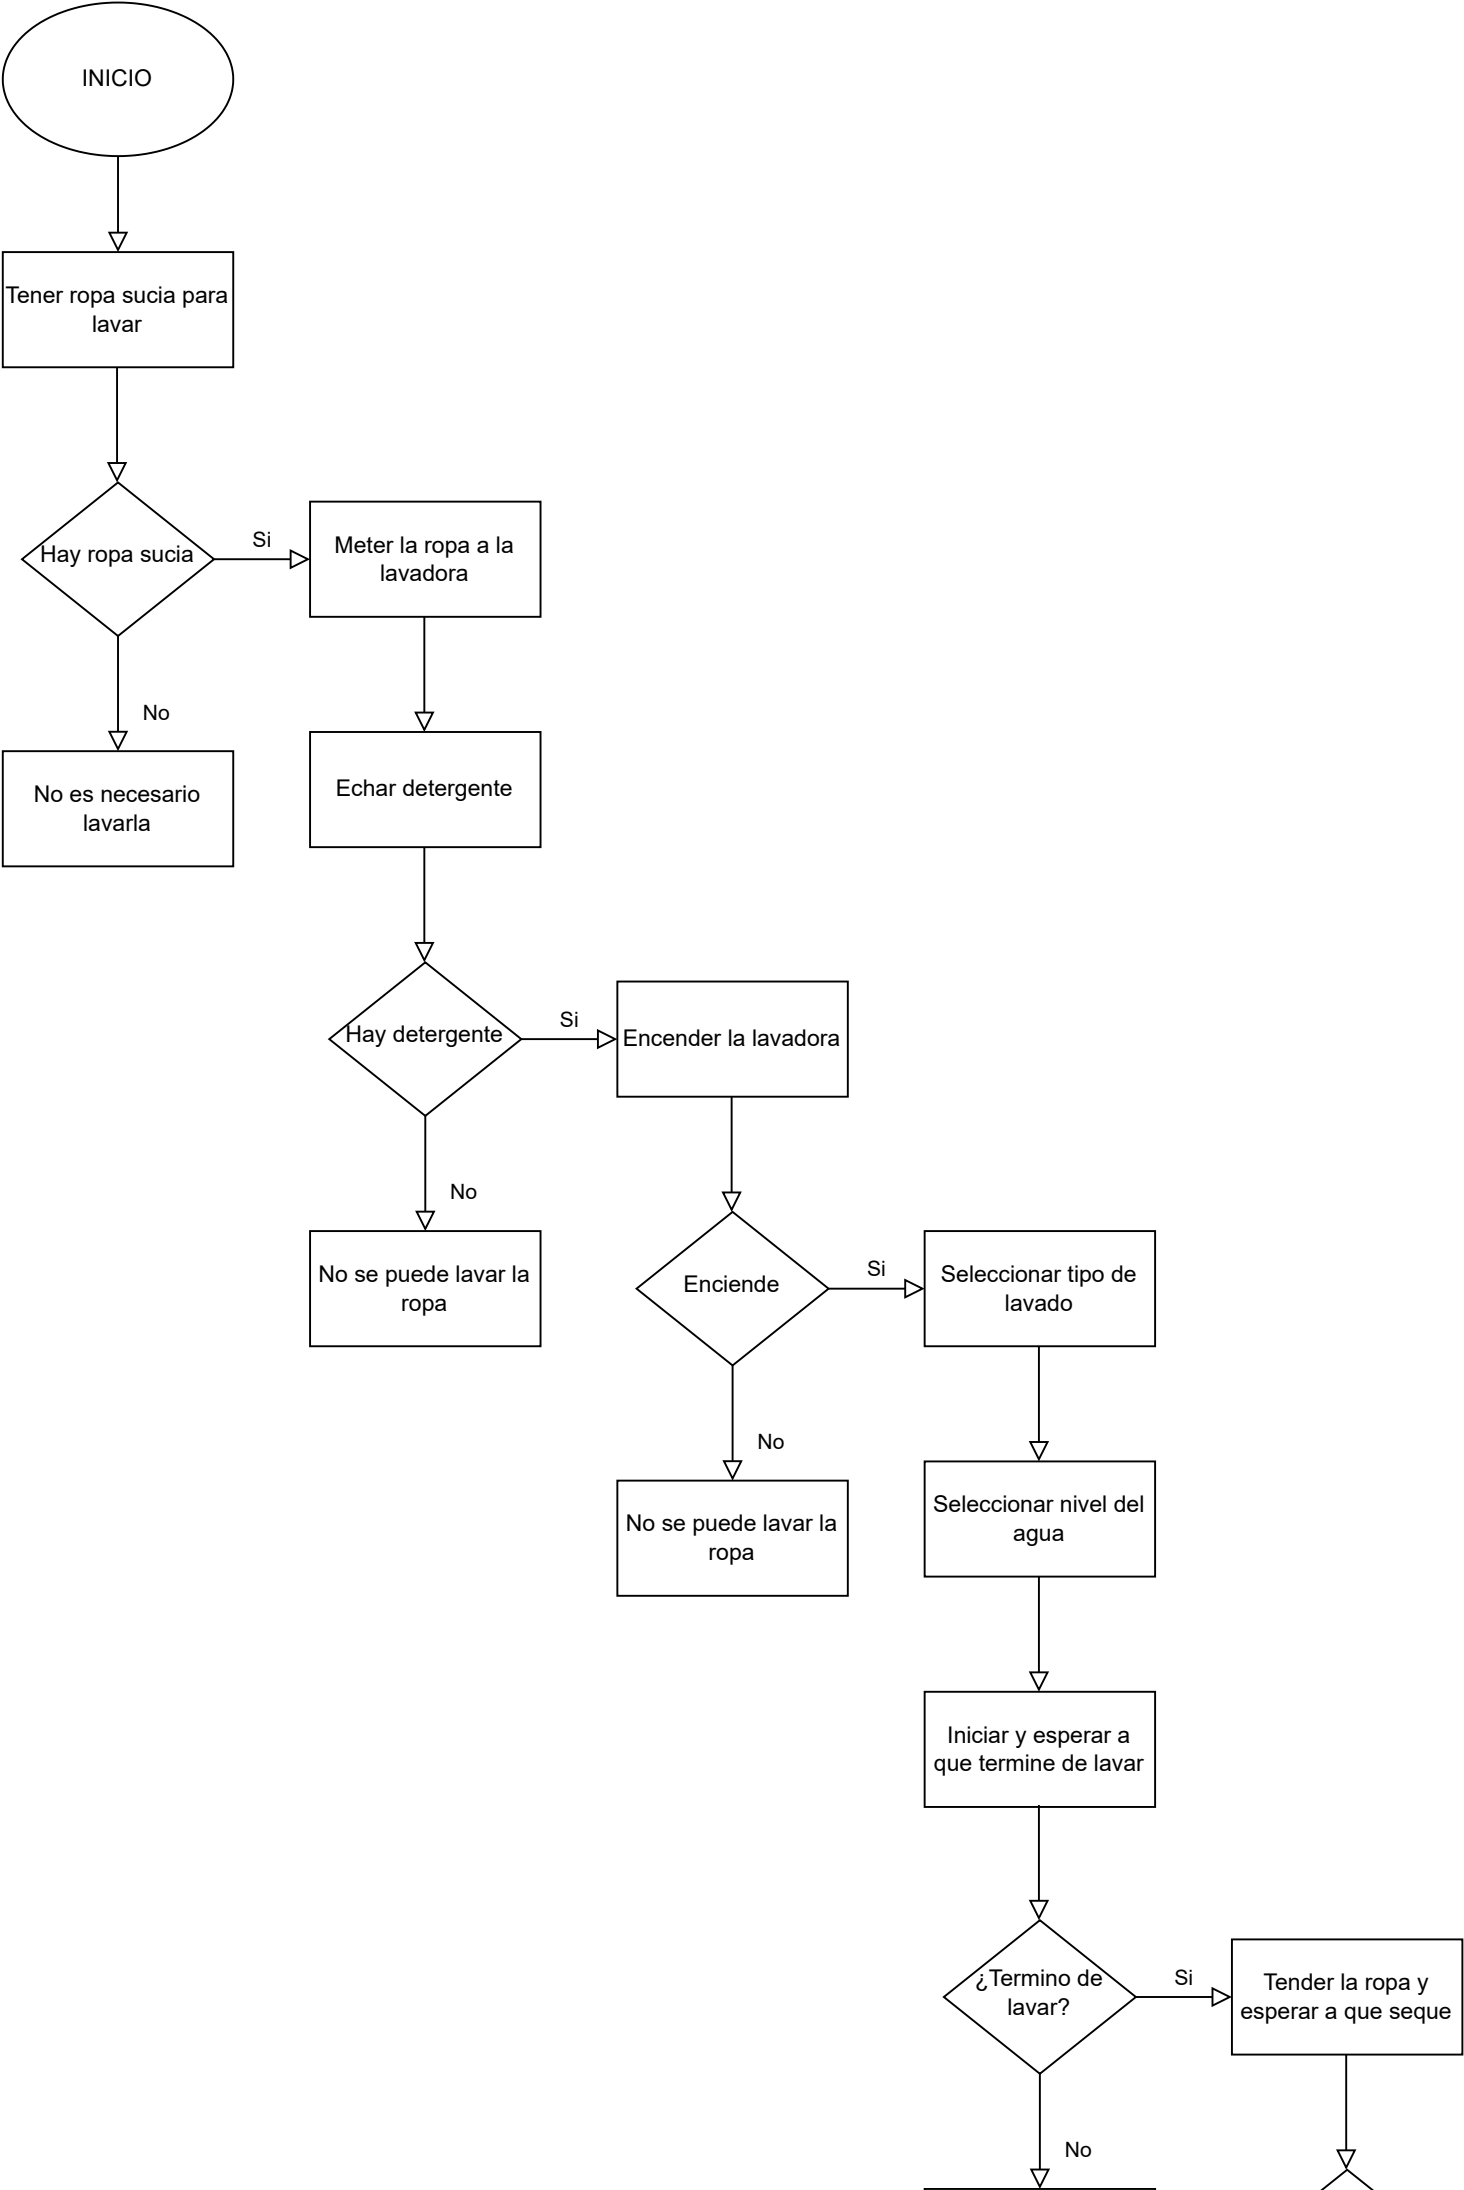 INICIO
Tener ropa sucia para
lavar
Hay ropa sucia
Si
Meter la ropa a la
lavadora
No
No es necesario
lavarla
Echar detergente
Hay detergente
Si
Encender la lavadora
No
No se puede lavar la
ropa
Enciende
Si
Seleccionar tipo de
lavado
No
No se puede lavar la
ropa
Seleccionar nivel del
agua
Iniciar y esperar a
que termine de lavar
¿Termino de
lavar?
Si
Tender la ropa y
esperar a que seque
No